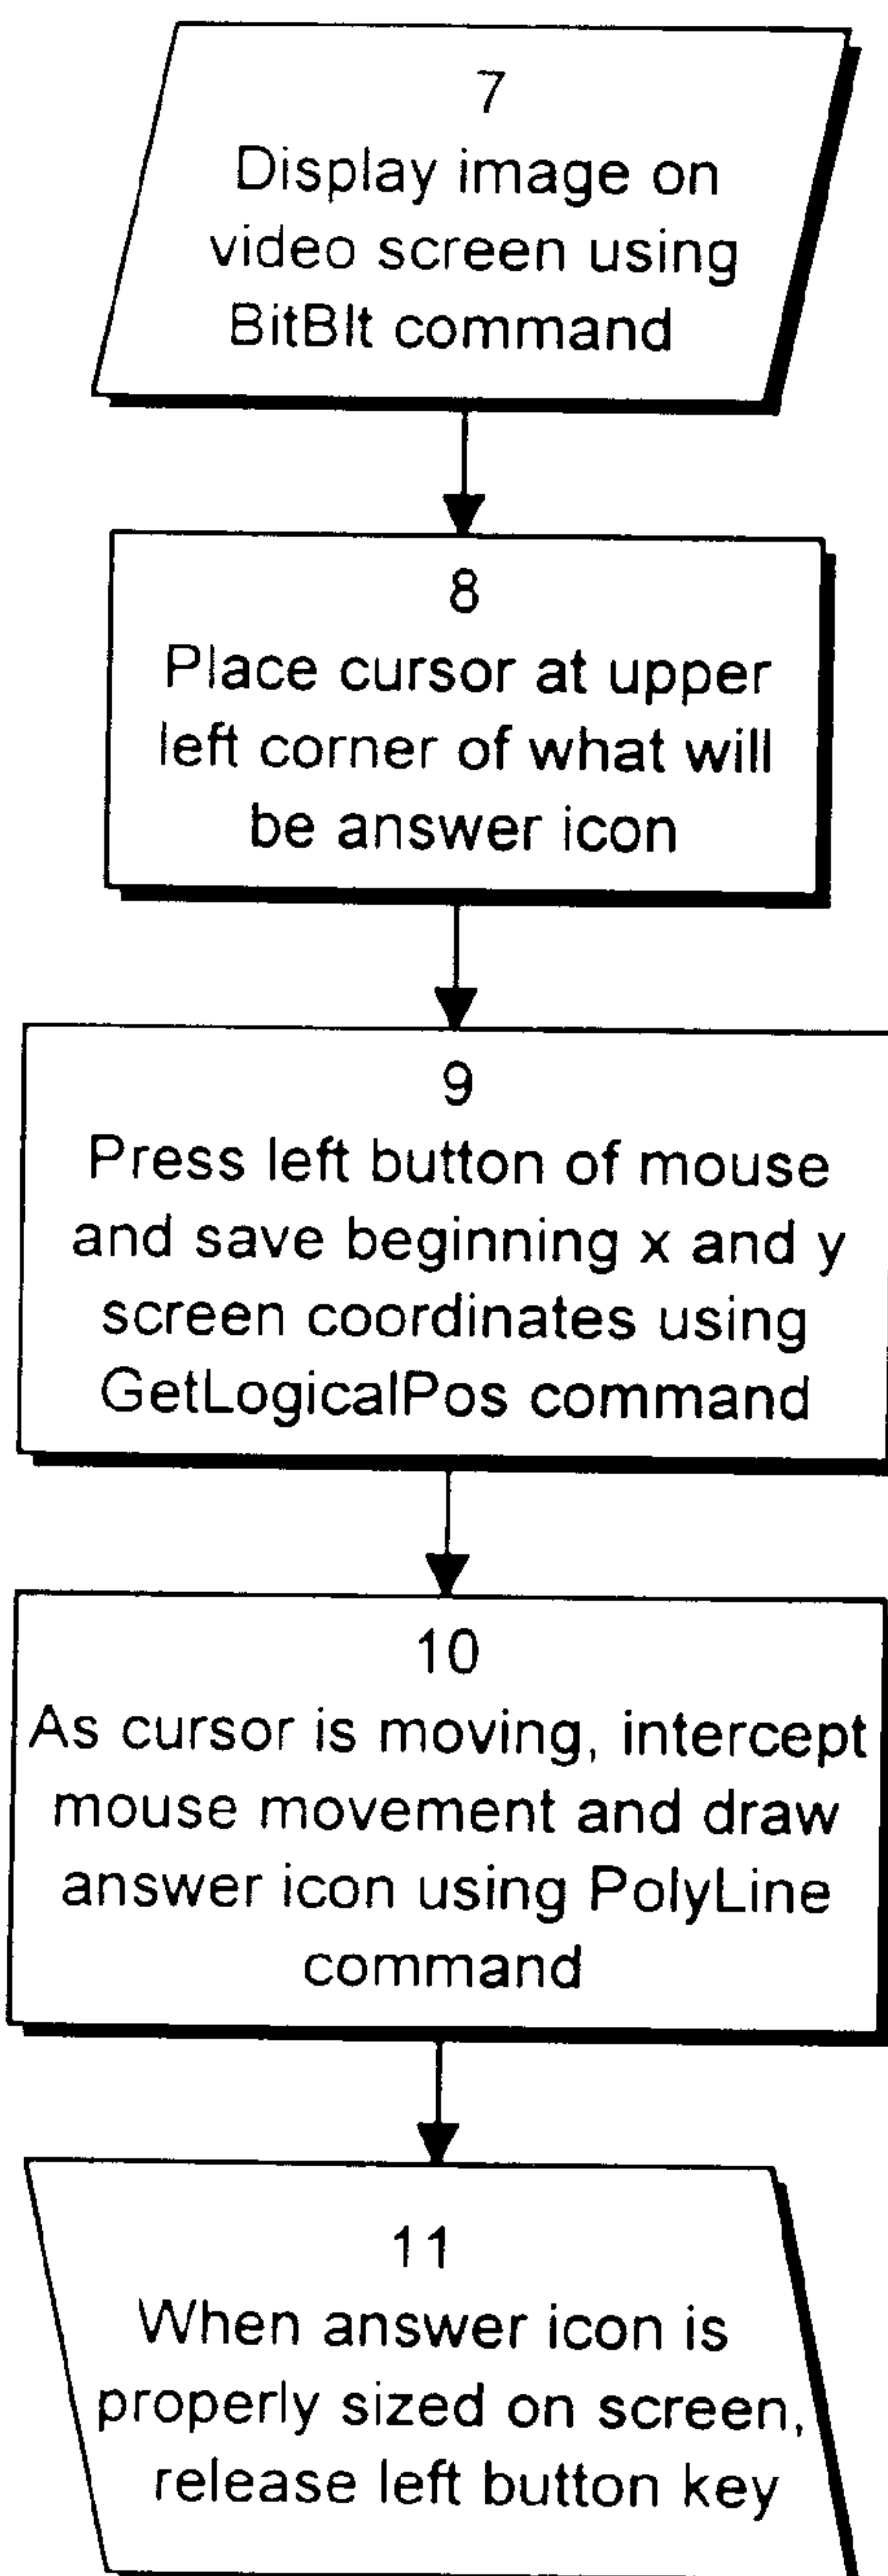 7
Display image on
video screen using
BitBlt command
8
Place cursor at upper
left corner of what will
be answer icon
9
Press left button of mouse
and save beginning x and y
screen coordinates using
GetLogicalPos command
10
As cursor is moving, intercept
mouse movement and draw
answer icon using PolyLine
command
11
When answer icon is
properly sized on screen,
release left button key